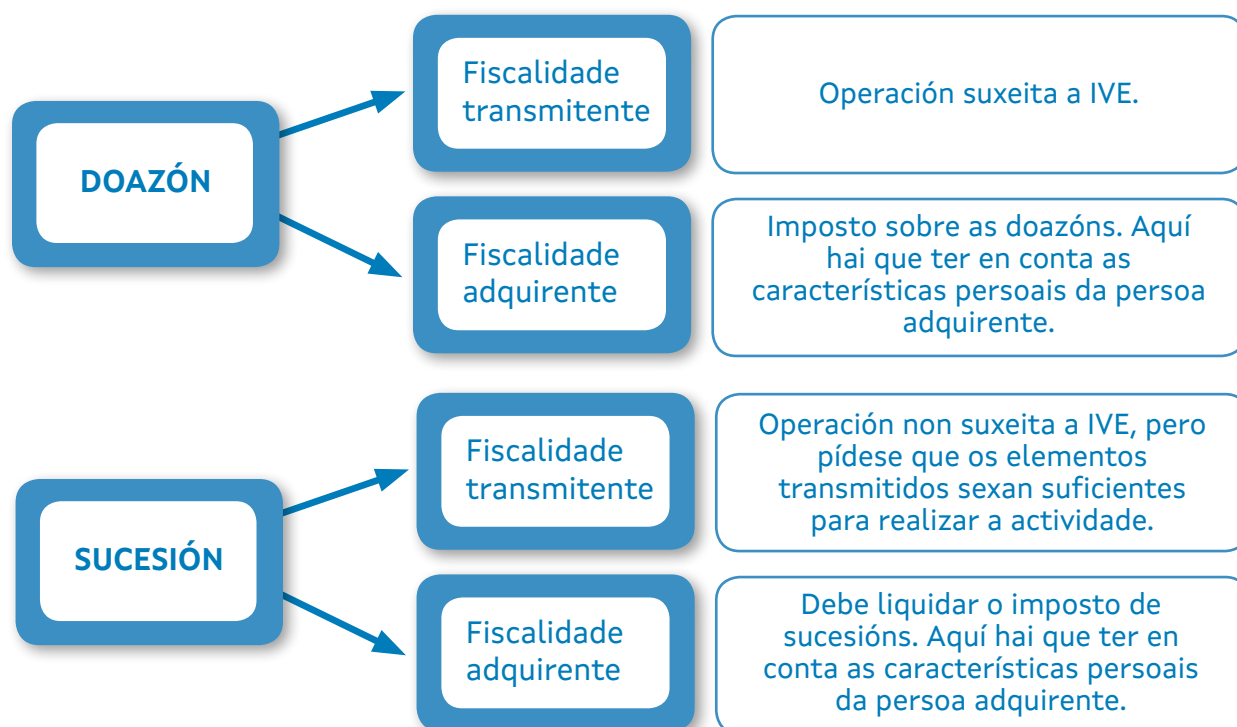 DOAZÓN
Fiscalidade
transmitente
Operación suxeita a IVE.
Fiscalidade
adquirente
Imposto sobre as doazóns. Aquí
hai que ter en conta as
características persoais da persoa
adquirente.
SUCESIÓN
Fiscalidade
transmitente
Operación non suxeita a IVE, pero
pídese que os elementos
transmitidos sexan suficientes
para realizar a actividade.
Fiscalidade
adquirente
Debe liquidar o imposto de
sucesións. Aquí hai que ter en
conta as características persoais
da persoa adquirente.